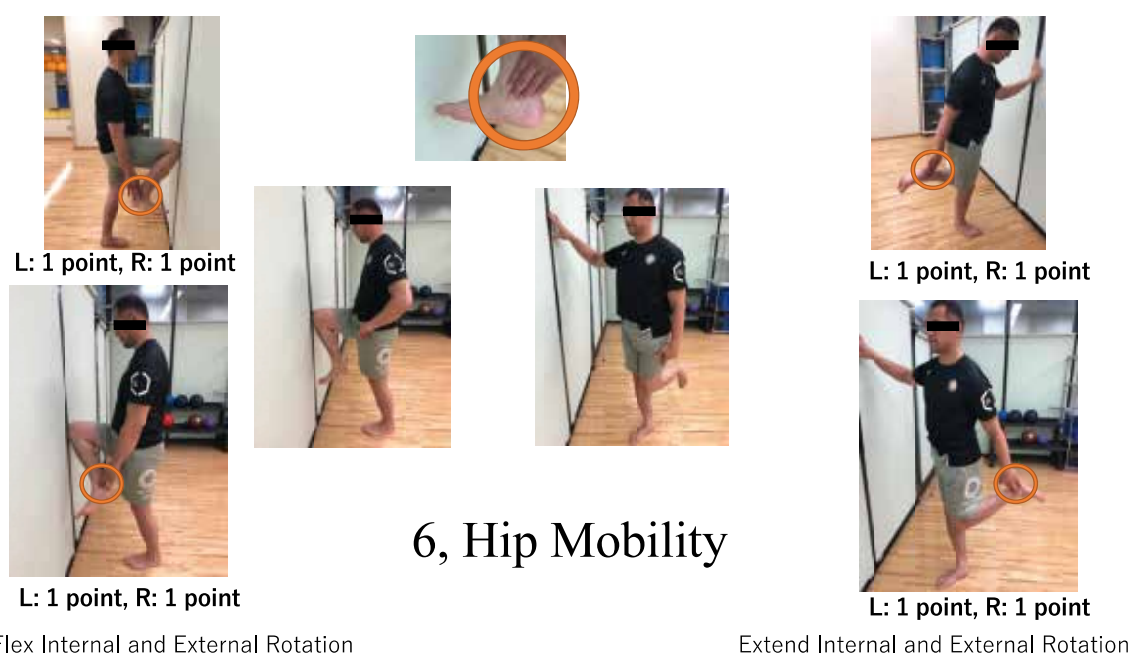 L: 1 point, R: 1 point
L: 1 point, R: 1 point
6, Hip Mobility
L: 1 point, R: 1 point
L: 1 point, R: 1 point
Flex Internal and External Rotation
Extend Internal and External Rotation